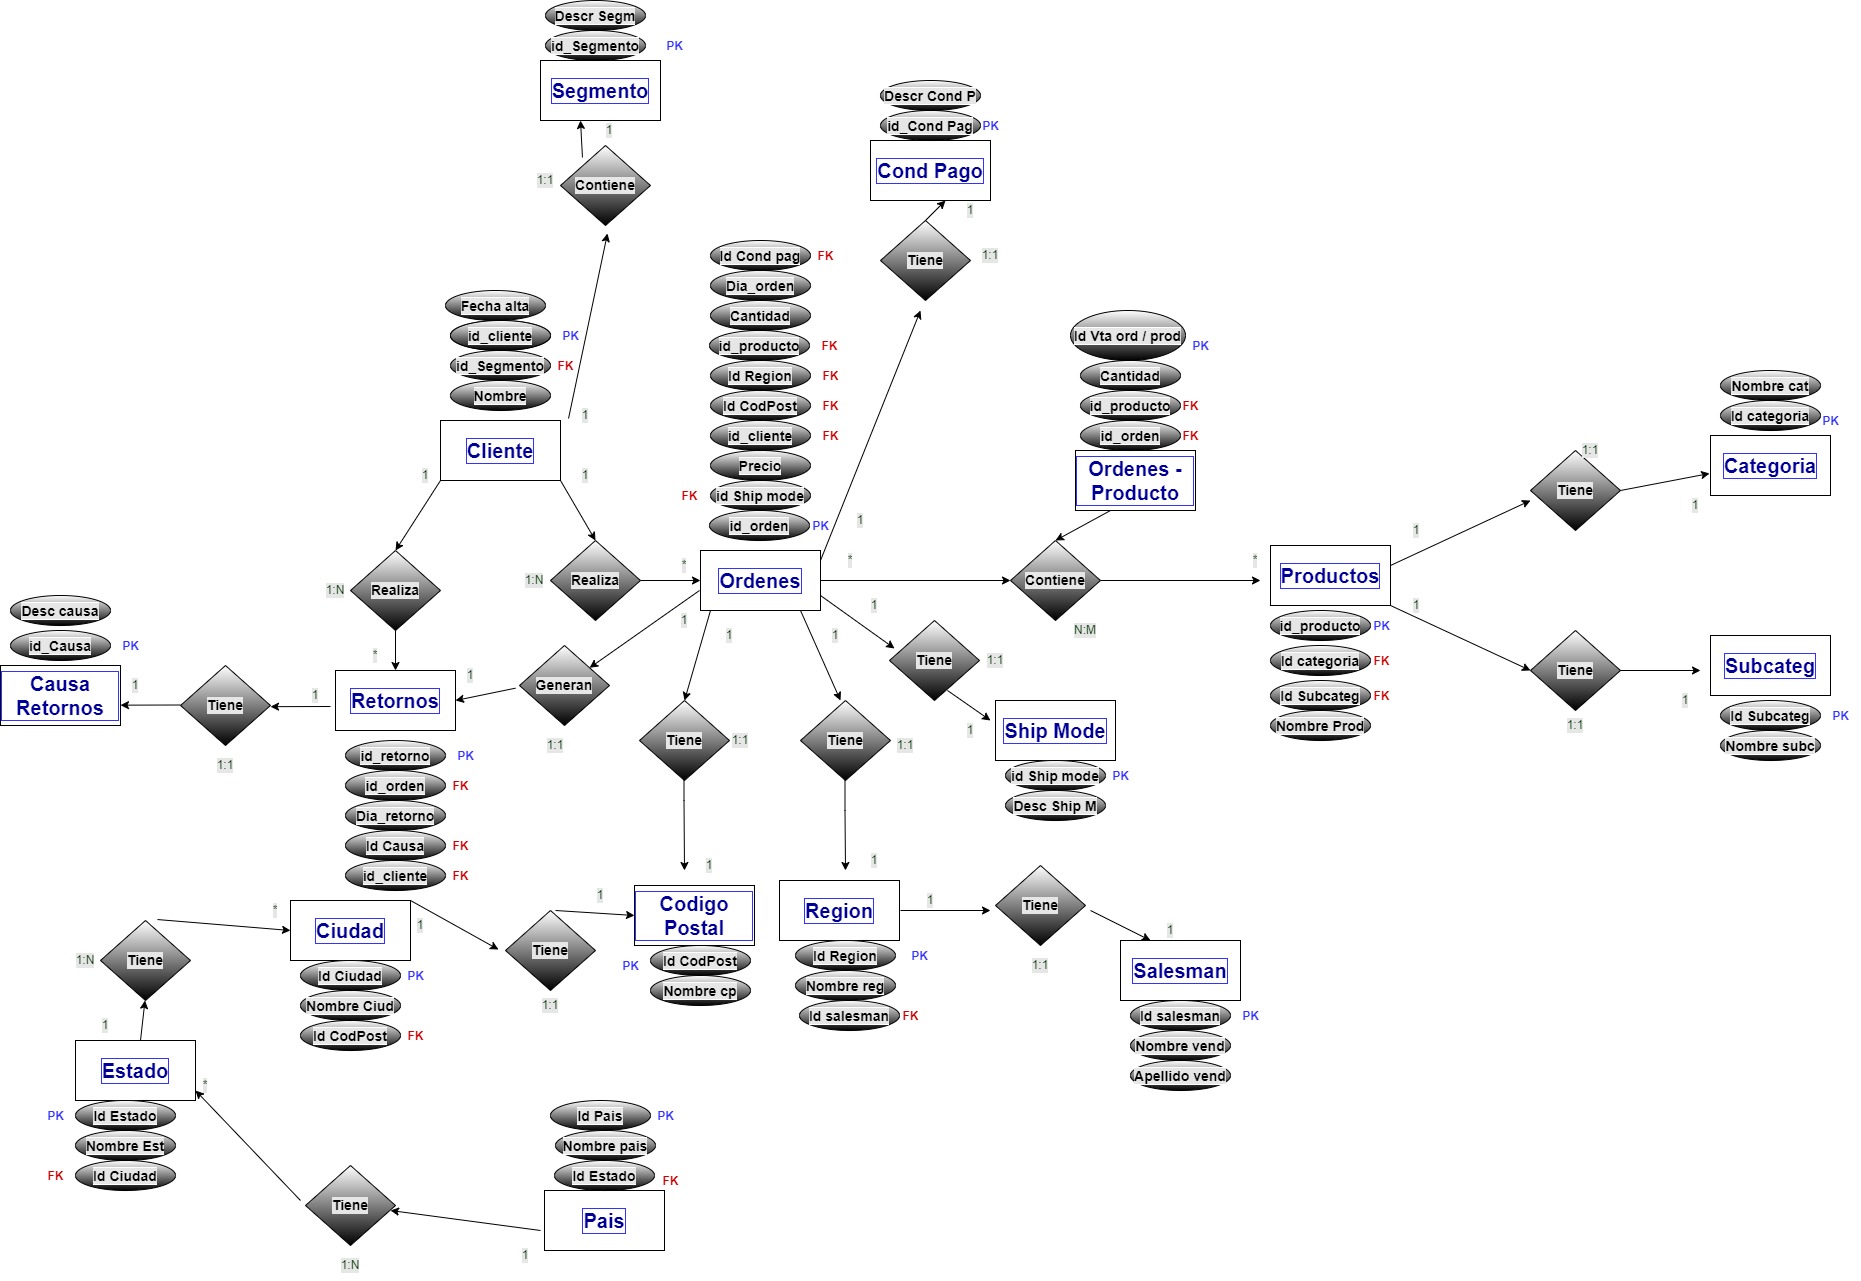 Descr Segm
id_Segmento PK
Segmento
1
1:1
Contiene
Descr Cond P
id_Cond Pag PK
Cond Pago
1
Tiene
1:1
Fecha alta
id_cliente PK
id_Segmento FK
Nombre
1
Cliente
1
1
Id Cond pag FK
Dia_orden
Cantidad
id_producto FK
Id Region FK
Id CodPost FK
id_cliente FK
Precio
FK id Ship mode
id_orden PK
1
Ordenes
*
*
Id Vta ord / prod PK
Cantidad
id_producto FK
id_orden FK
Ordenes -
Producto
Contiene
N:M
*
Nombre cat
Id categoria PK
Categoria
1:1
Tiene
1
1
Productos
id_producto PK
Id categoria FK
Id Subcateg FK
Nombre Prod
1
Tiene
1:1
1
Subcateg
Id Subcateg PK
Nombre subc
1:N
Realiza
*
1:N
Realiza
Desc causa
id_Causa PK
Causa
Retornos
1
Tiene
1:1
1
Retornos
1
Generan
1:1
1
id_retorno PK
id_orden FK
Dia_retorno
Id Causa FK
id_cliente FK
1
Tiene
1:1
1
1
Tiene
1:1
1
1
Tiene
1:1
1
Ship Mode
id Ship mode PK
Desc Ship M
Codigo
Postal
PK Id CodPost
Nombre cp
Region
Id Region PK
Nombre reg
Id salesman FK
1
Tiene
1:1
1
Salesman
Id salesman PK
Nombre vend
Apellido vend
1:N
Tiene
*
Ciudad
Id Ciudad PK
Nombre Ciud
Id CodPost FK
1
Tiene
1:1
1
1
Estado
*
PK Id Estado
Nombre Est
FK Id Ciudad
Tiene
1:N
Id Pais PK
Nombre pais
Id Estado FK
Pais
1